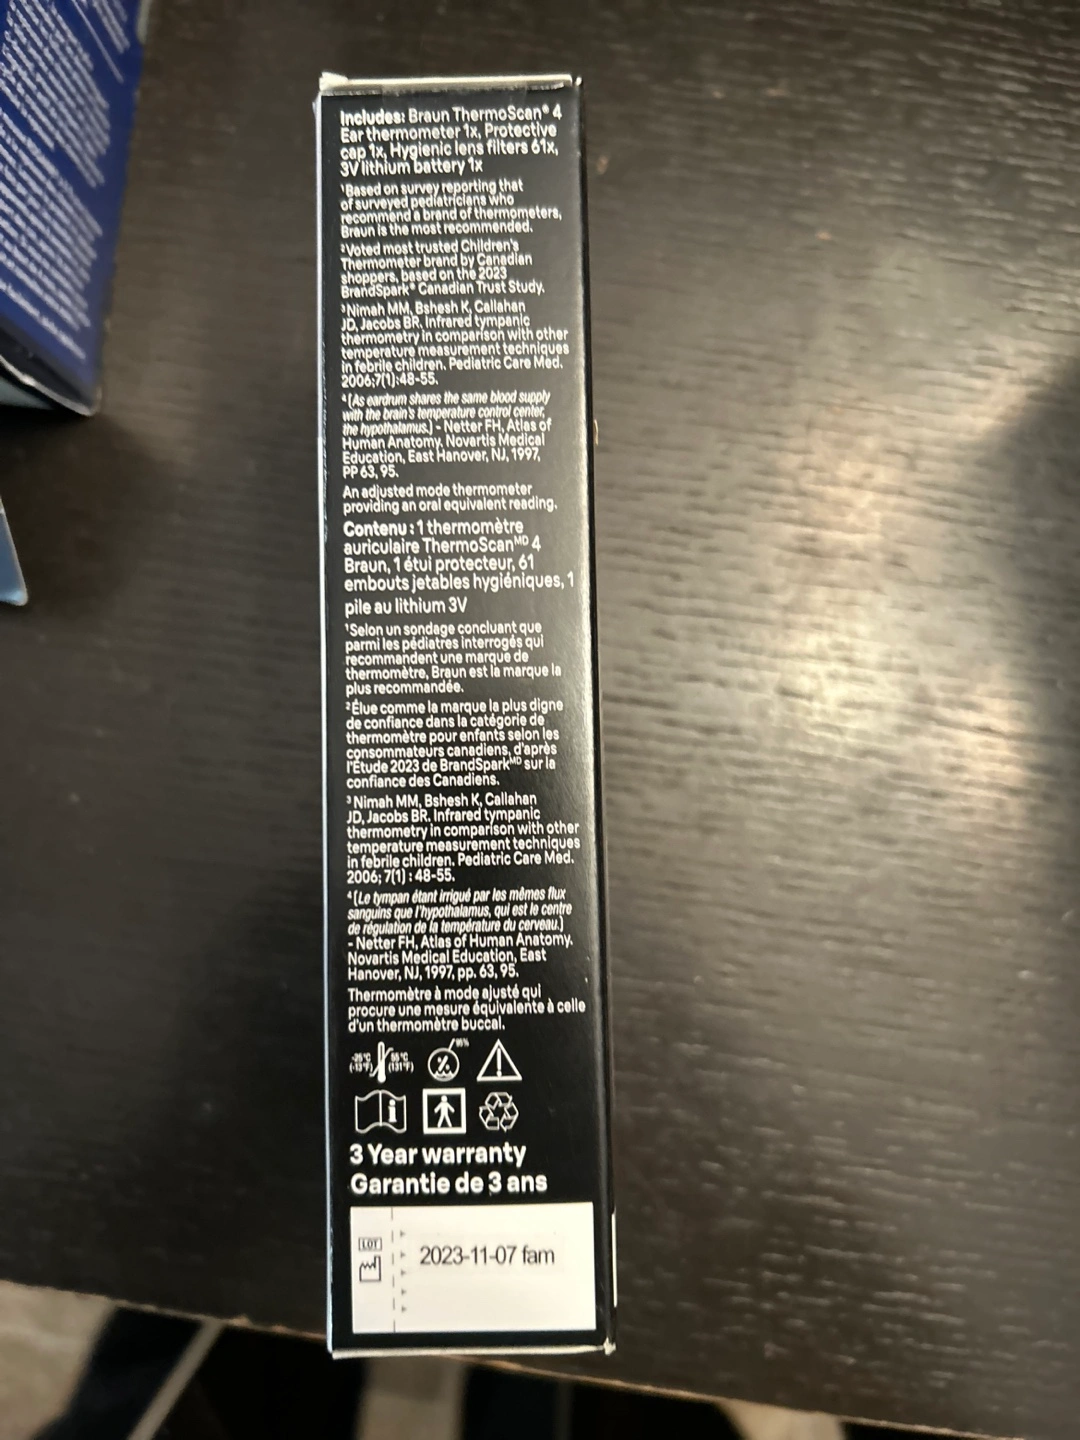 Includes: Braun ThermoScan® 4
Ear thermometer 1x, Protective
cap 1x, Hygienic lens filters 61x,
3V lithium battery 1x
¹Based on survey reporting that
of surveyed pediatricians who
recommend a brand of thermometers,
Braun is the most recommended.
²Voted most trusted Children's
Thermometer brand by Canadian
shoppers, based on the 2023
BrandSpark® Canadian Trust Study.
³Nimah MM, Bshesh K, Callahan
JD, Jacobs BR. Infrared tympanic
thermometry in comparison with other
temperature measurement techniques
in febrile children. Pediatric Care Med.
2006;7(1):48-55.
⁴[As eardrum shares the same blood supply
with the brain's temperature control center,
the hypothalamus.] - Netter FH, Atlas of
Human Anatomy. Novartis Medical
Education, East Hanover, NJ, 1997,
PP 63, 95.
An adjusted mode thermometer
providing an oral equivalent reading.
Contenu : 1 thermomètre
auriculaire ThermoScanᴹᴰ 4
Braun, 1 étui protecteur, 61
embouts jetables hygiéniques, 1
pile au lithium 3V
¹Selon un sondage concluant que
parmi les pédiatres interrogés qui
recommandent une marque de
thermomètre, Braun est la marque la
plus recommandée.
²Élue comme la marque la plus digne
de confiance dans la catégorie de
thermomètre pour enfants selon les
consommateurs canadiens, d'après
l'Étude 2023 de BrandSparkᴹᴰ sur la
confiance des Canadiens.
³ Nimah MM, Bshesh K, Callahan
JD, Jacobs BR. Infrared tympanic
thermometry in comparison with other
temperature measurement techniques
in febrile children. Pediatric Care Med.
2006; 7(1) : 48-55.
⁴[Le tympan étant irrigué par les mêmes flux
sanguins que l'hypothalamus, qui est le centre
de régulation de la température du cerveau.]
- Netter FH, Atlas of Human Anatomy.
Novartis Medical Education, East
Hanover, NJ, 1997, pp. 63, 95.
Thermomètre à mode ajusté qui
procure une mesure équivalente à celle
d'un thermomètre buccal.
-25 °C 55 °C 95%
(-13 °F) (131 °F) %
3 Year warranty
Garantie de 3 ans
LOT
2023-11-07 fam